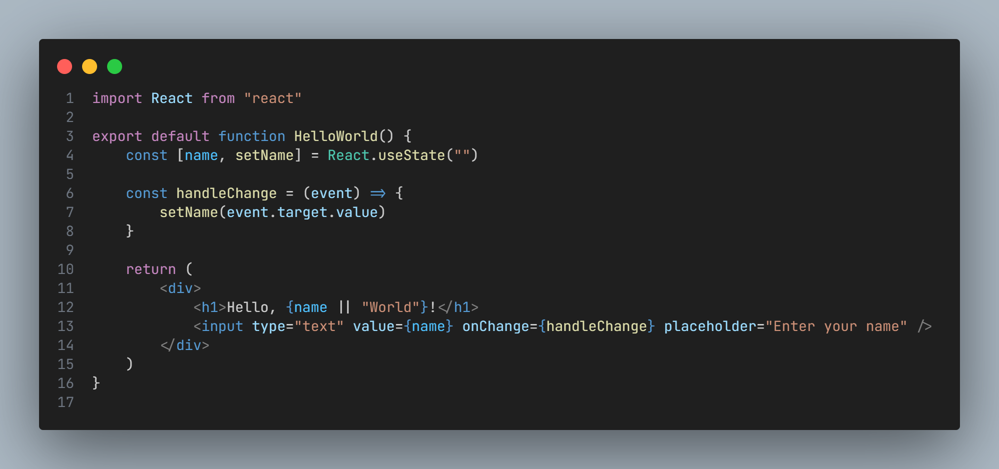 1 import React from "react"
2
3 export default function HelloWorld() {
4     const [name, setName] = React.useState("")
5
6     const handleChange = (event) => {
7         setName(event.target.value)
8     }
9
10     return (
11         <div>
12             <h1>Hello, {name || "World"}!</h1>
13             <input type="text" value={name} onChange={handleChange} placeholder="Enter your name" />
14         </div>
15     )
16 }
17